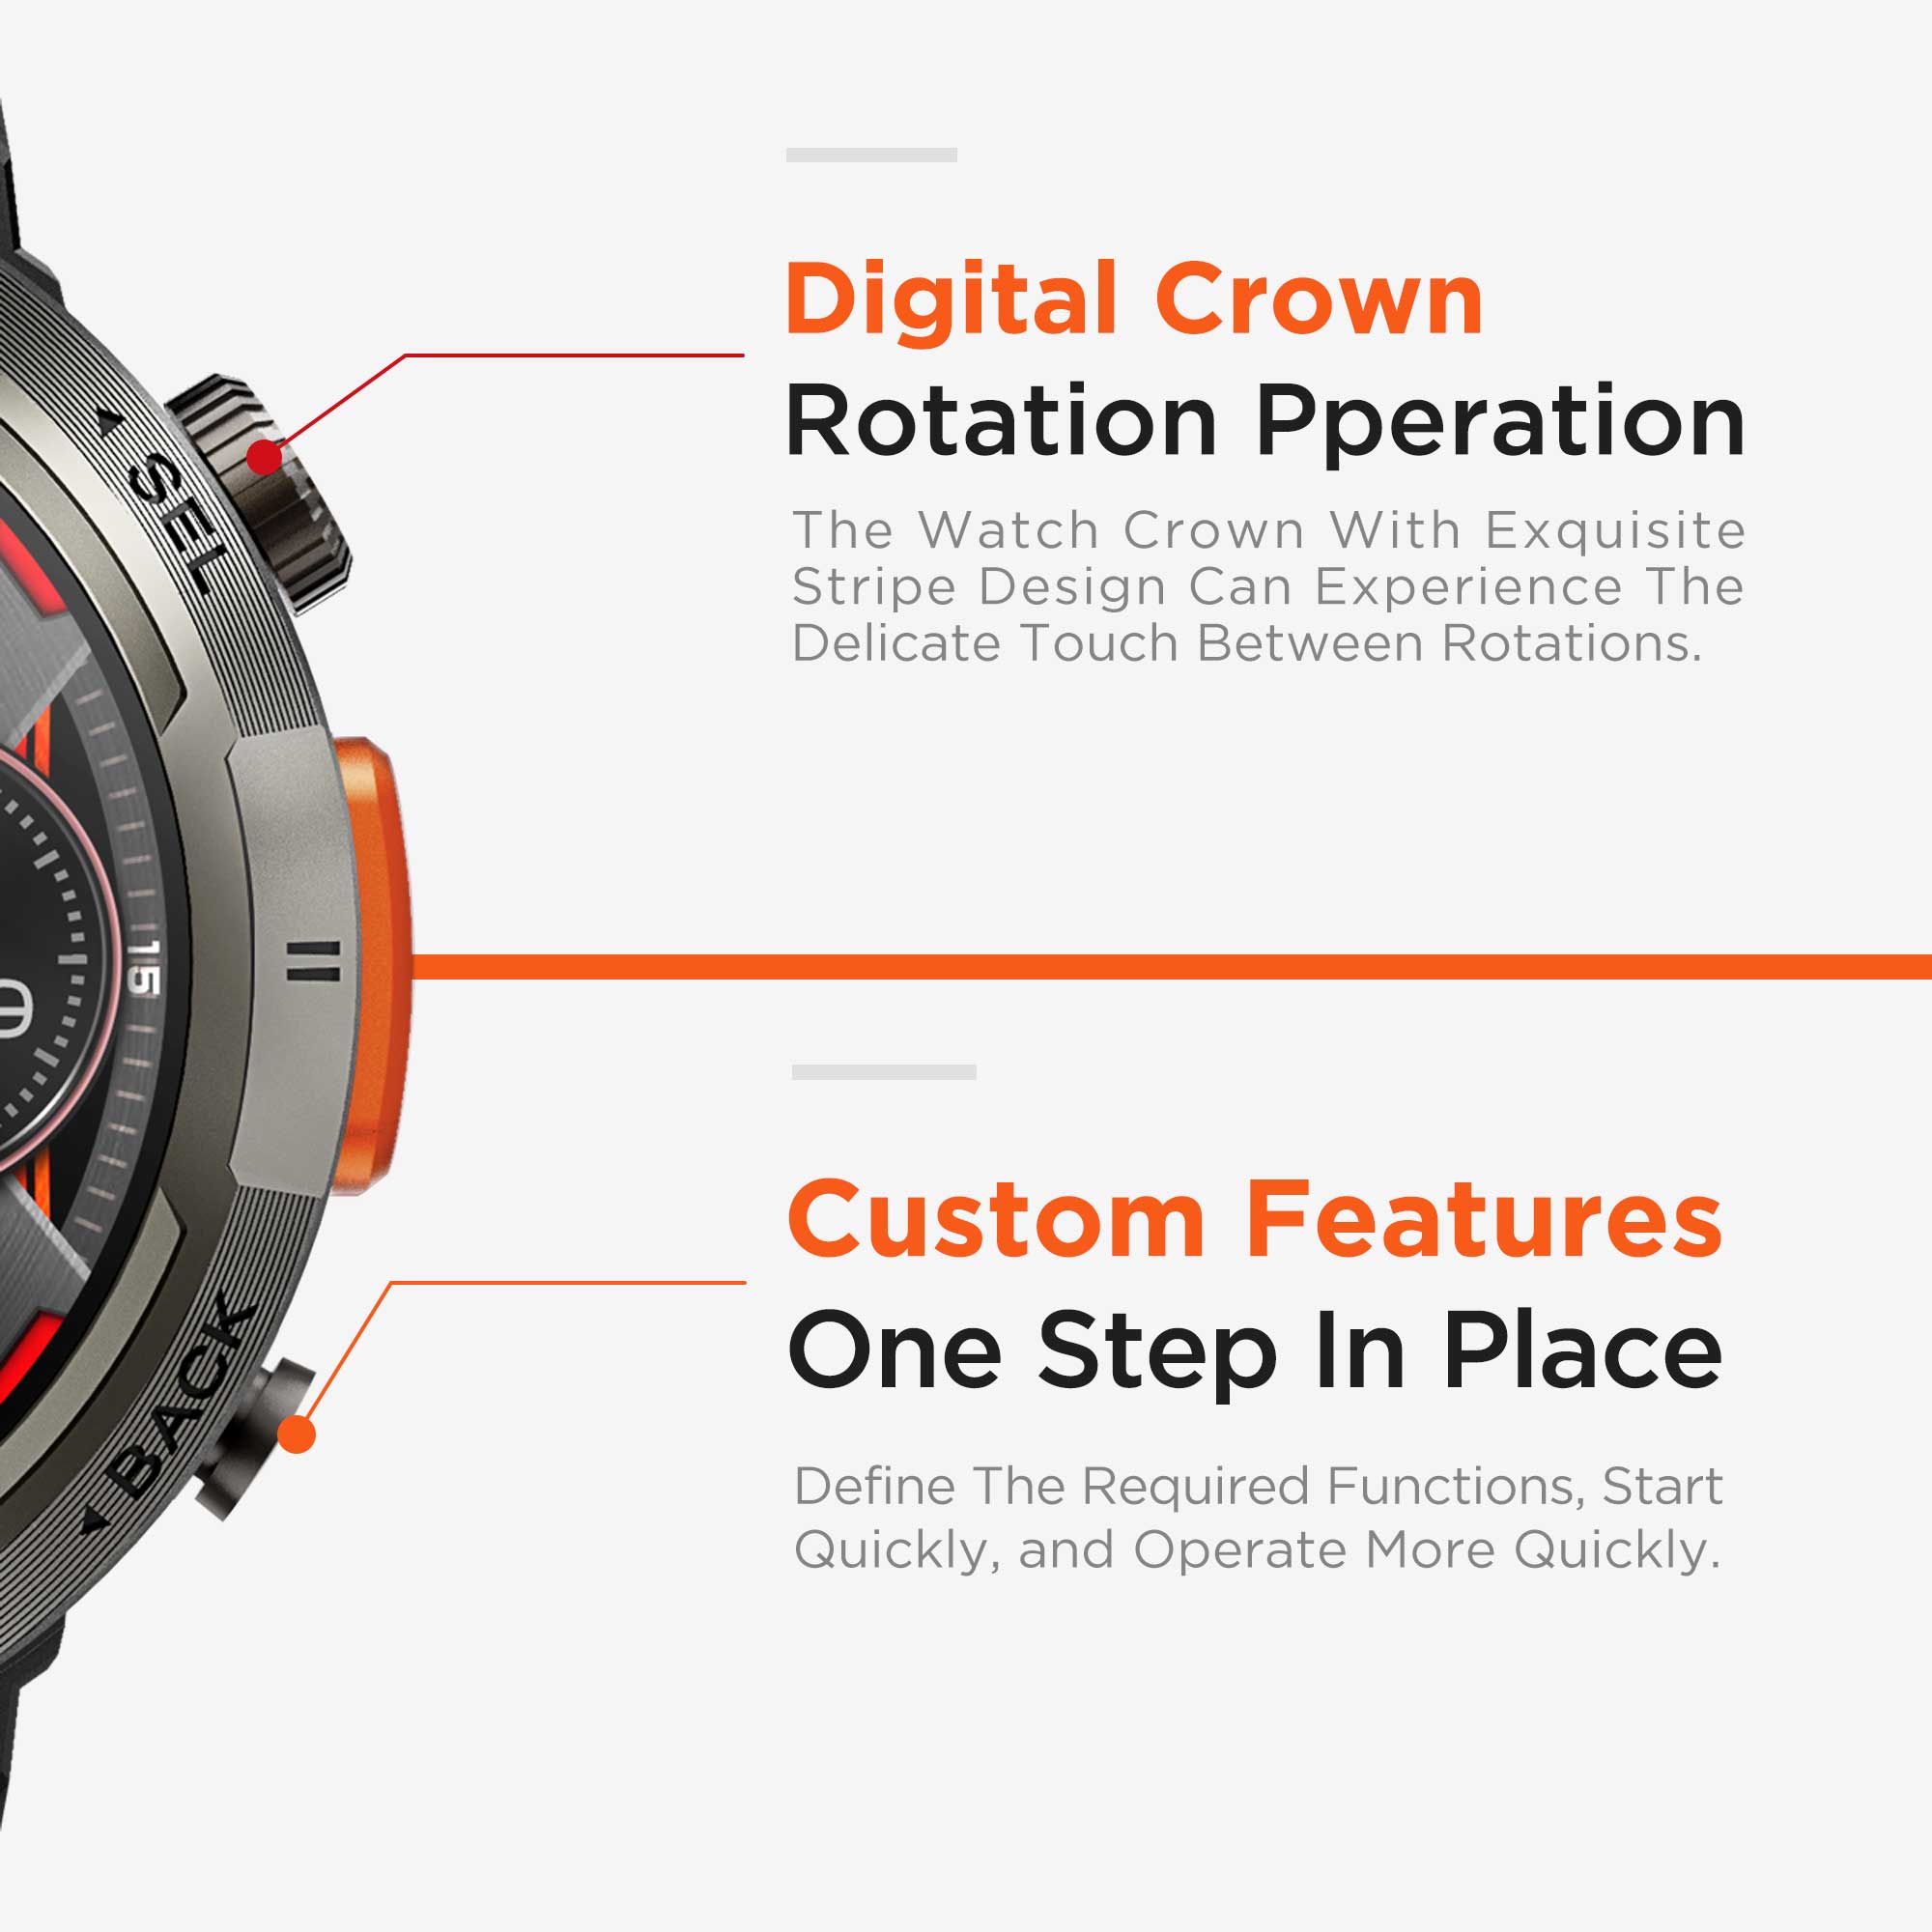 Digital Crown
Rotation Pperation
The Watch Crown With Exquisite
Stripe Design Can Experience The
Delicate Touch Between Rotations.
SEL
15
Custom Features
One Step In Place
Define The Required Functions, Start
Quickly, and Operate More Quickly.
BACK